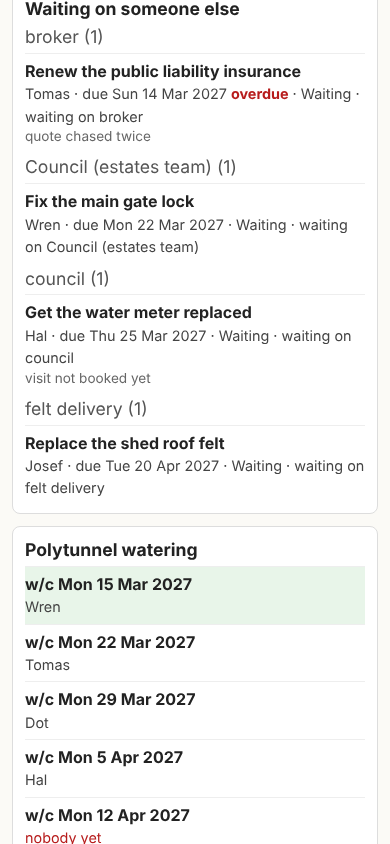 Waiting on someone else
broker (1)
Renew the public liability insurance
Tomas · due Sun 14 Mar 2027 overdue · Waiting ·
waiting on broker
quote chased twice
Council (estates team) (1)
Fix the main gate lock
Wren · due Mon 22 Mar 2027 · Waiting · waiting
on Council (estates team)
council (1)
Get the water meter replaced
Hal · due Thu 25 Mar 2027 · Waiting · waiting on
council
visit not booked yet
felt delivery (1)
Replace the shed roof felt
Josef · due Tue 20 Apr 2027 · Waiting · waiting on
felt delivery
Polytunnel watering
w/c Mon 15 Mar 2027
Wren
w/c Mon 22 Mar 2027
Tomas
w/c Mon 29 Mar 2027
Dot
w/c Mon 5 Apr 2027
Hal
w/c Mon 12 Apr 2027
nobody yet